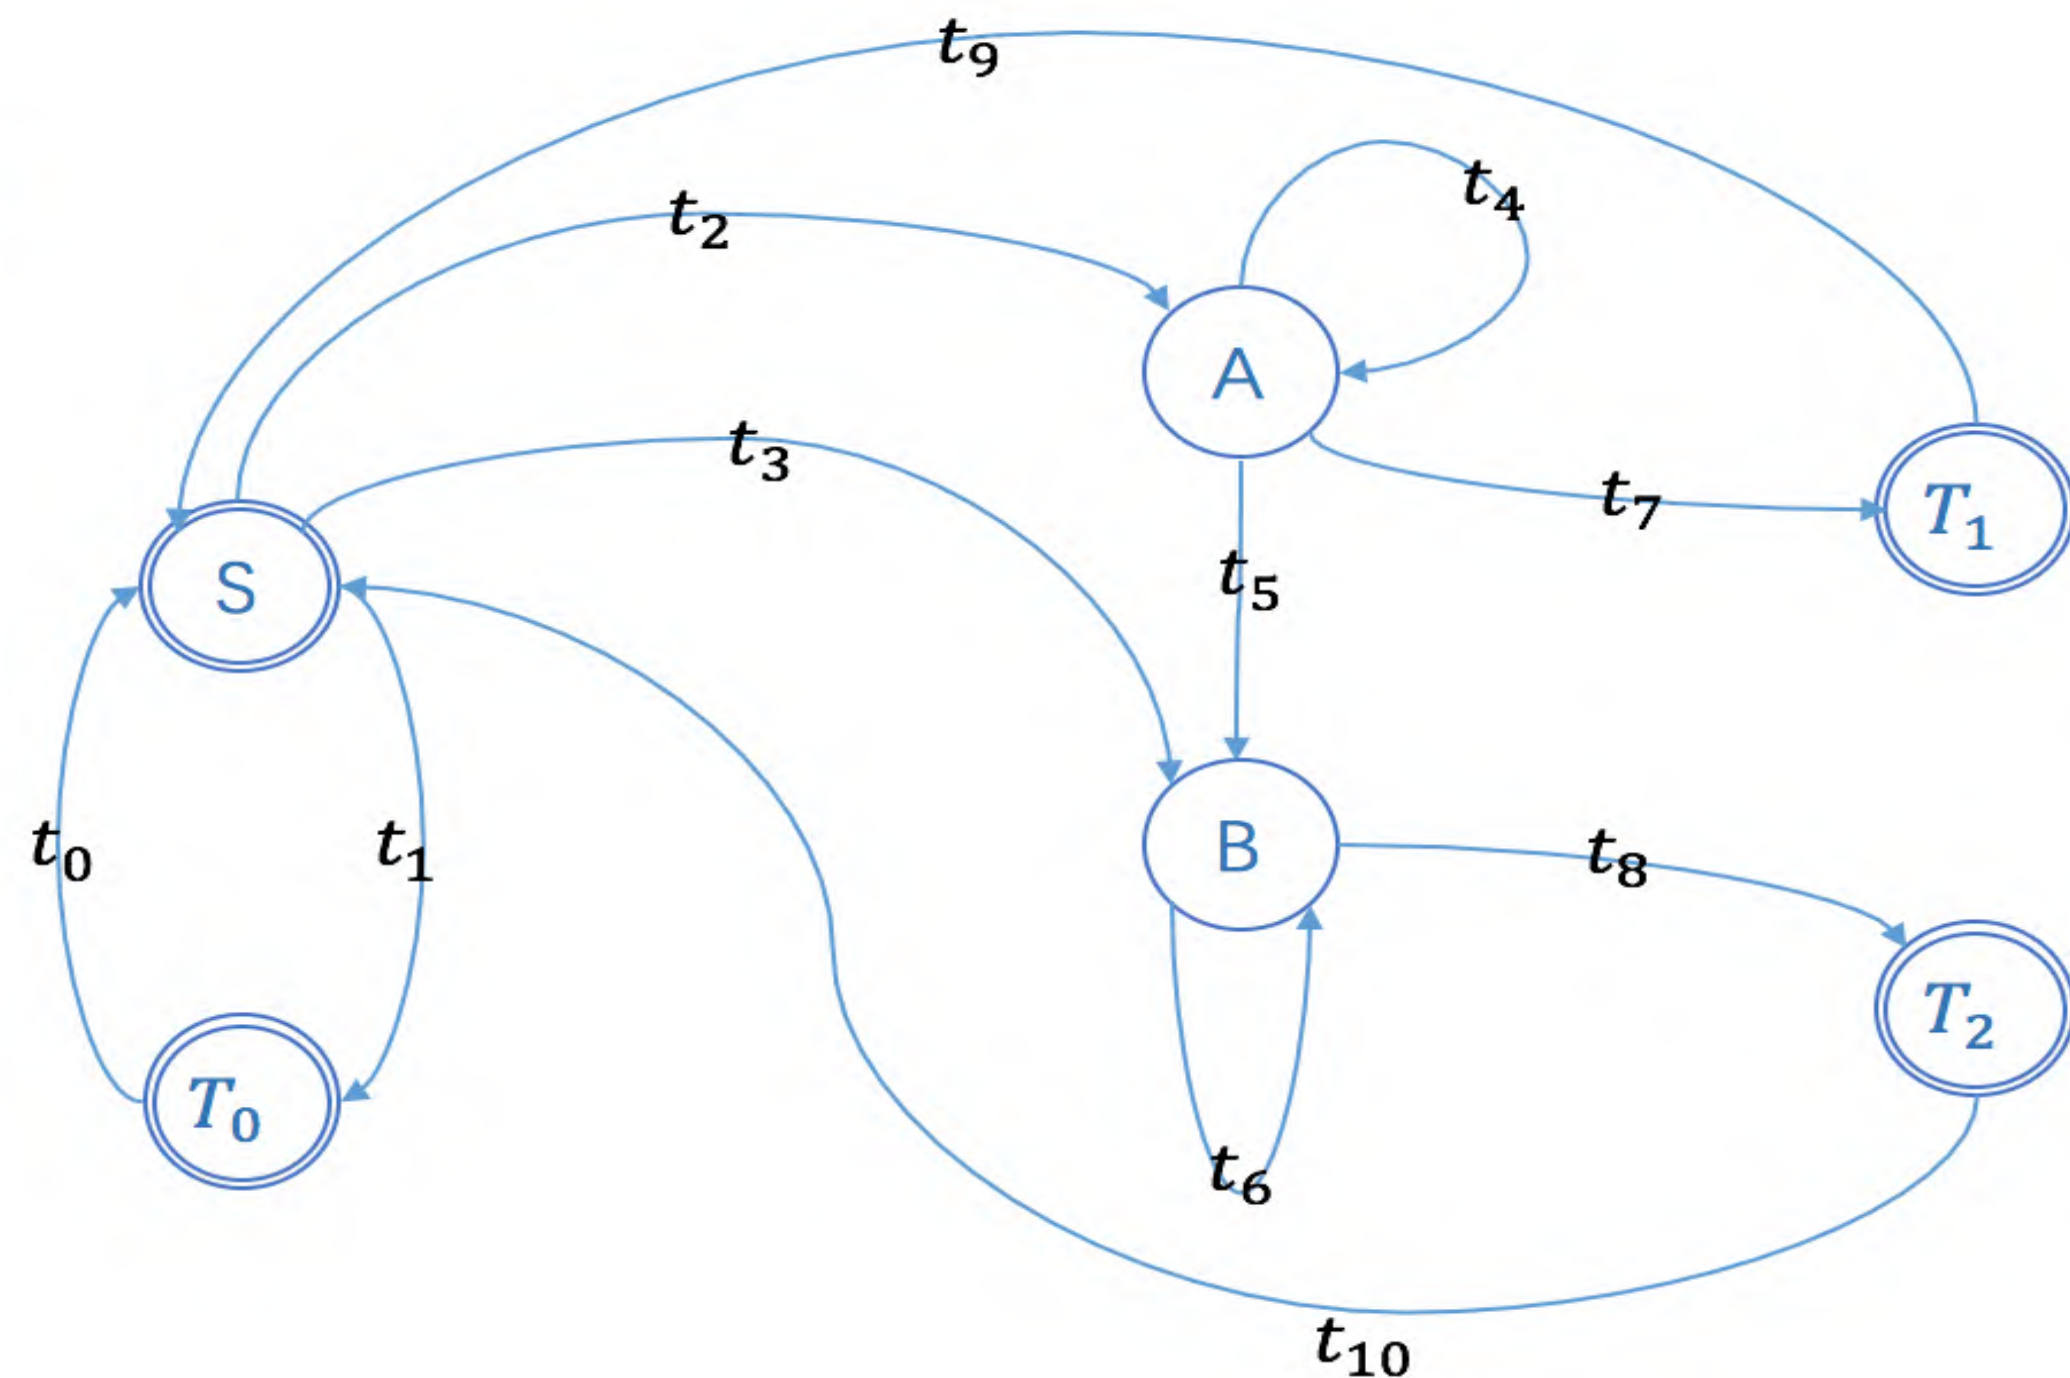 t₉
t₂
t₄
t₃
A
t₇
T₁
S
t₅
t₀
t₁
B
t₈
T₂
T₀
t₆
t₁₀